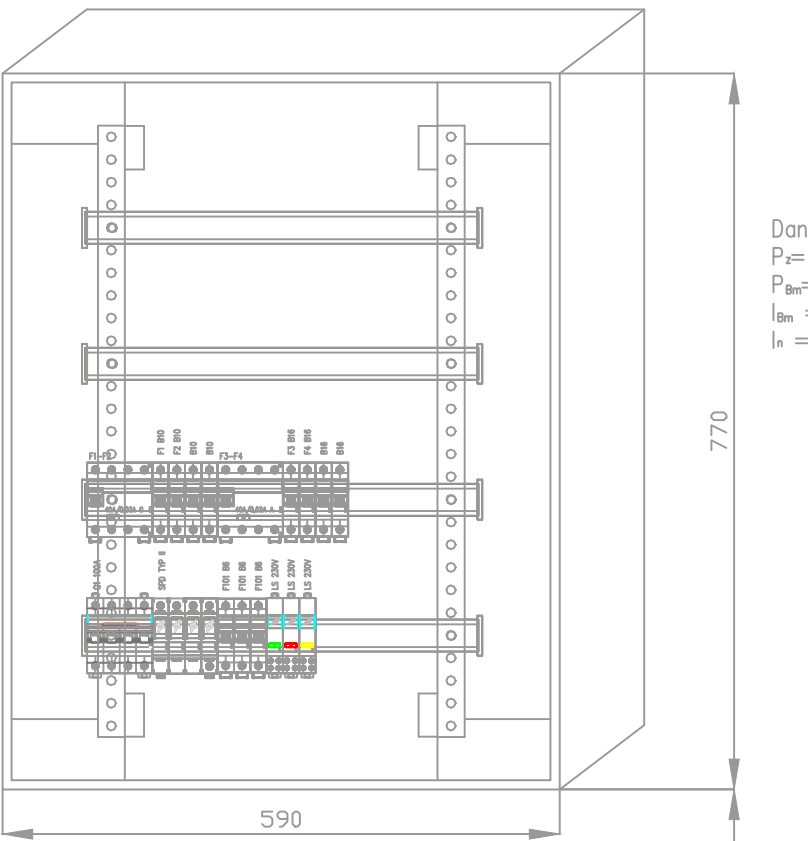 Dan
Pz=
PBm=
IBm =
In =
770
F1-F2
F1 B10
F2 B10
B10
B10
F3-F4
F3 B16
F4 B16
B16
B16
Q1 100A
SPD TYP II
F101 B6
F101 B6
F101 B6
LS 230V
LS 230V
LS 230V
590